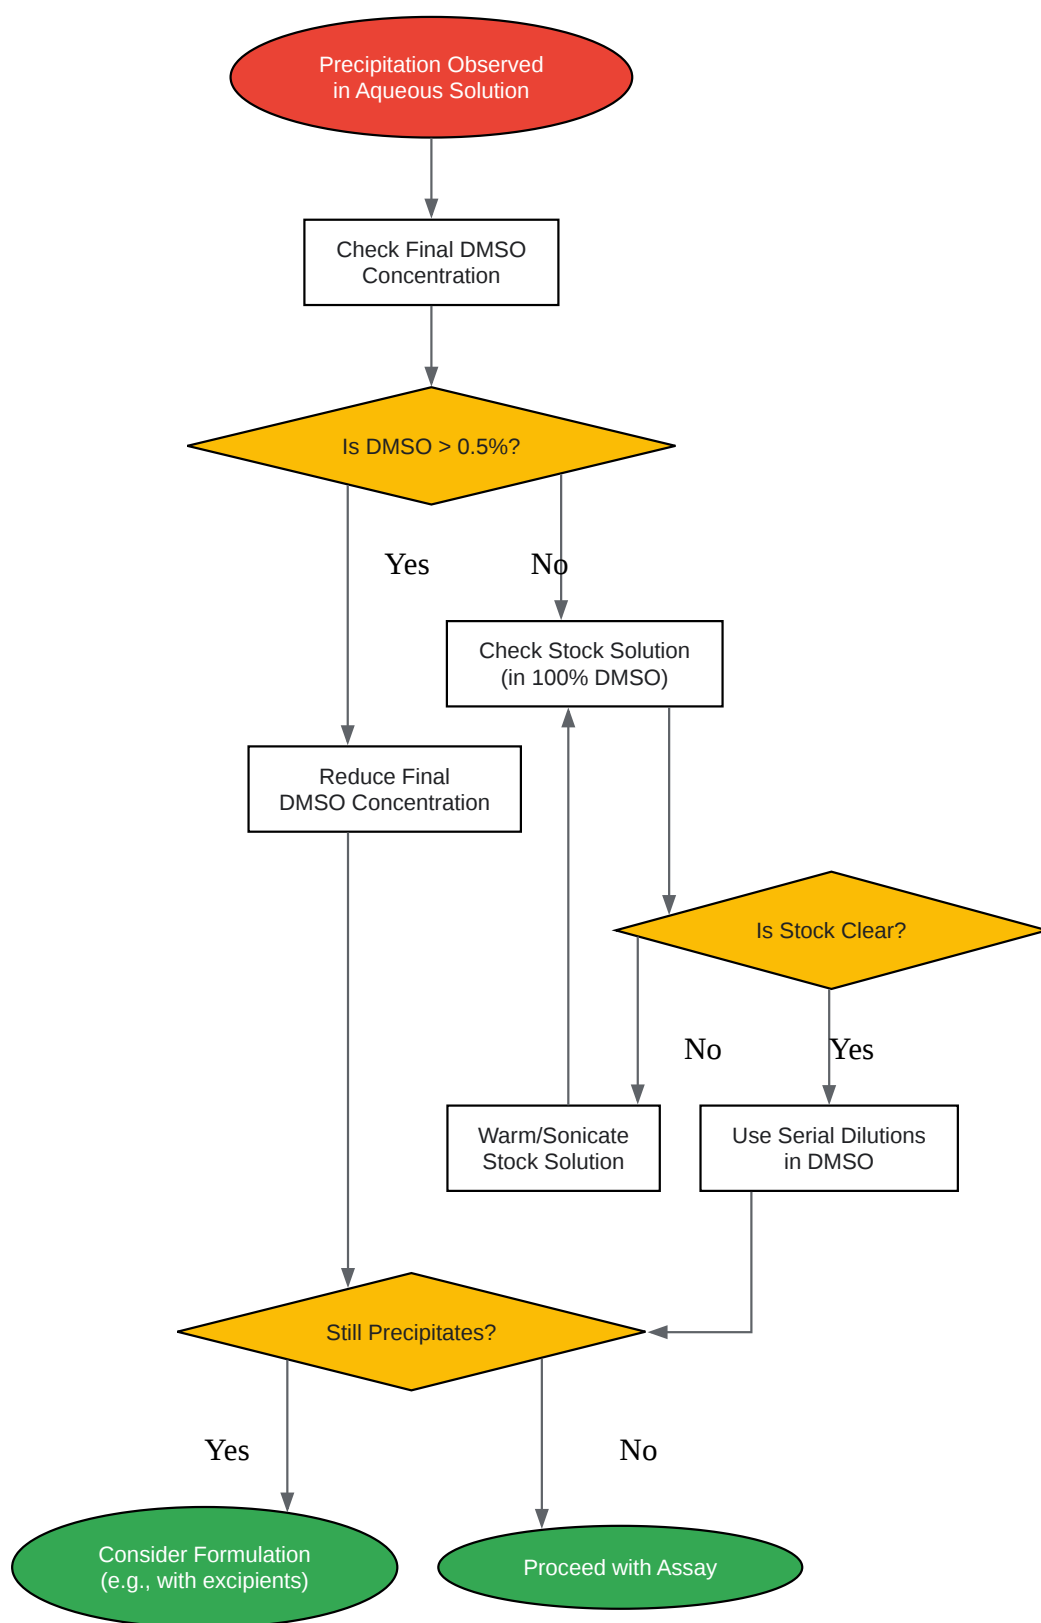 Precipitation Observed
in Aqueous Solution
Check Final DMSO
Concentration
Is DMSO > 0.5%?
Yes
No
Check Stock Solution
(in 100% DMSO)
Reduce Final
DMSO Concentration
Is Stock Clear?
No
Yes
Warm/Sonicate
Stock Solution
Use Serial Dilutions
in DMSO
Still Precipitates?
Yes
No
Consider Formulation
(e.g., with excipients)
Proceed with Assay